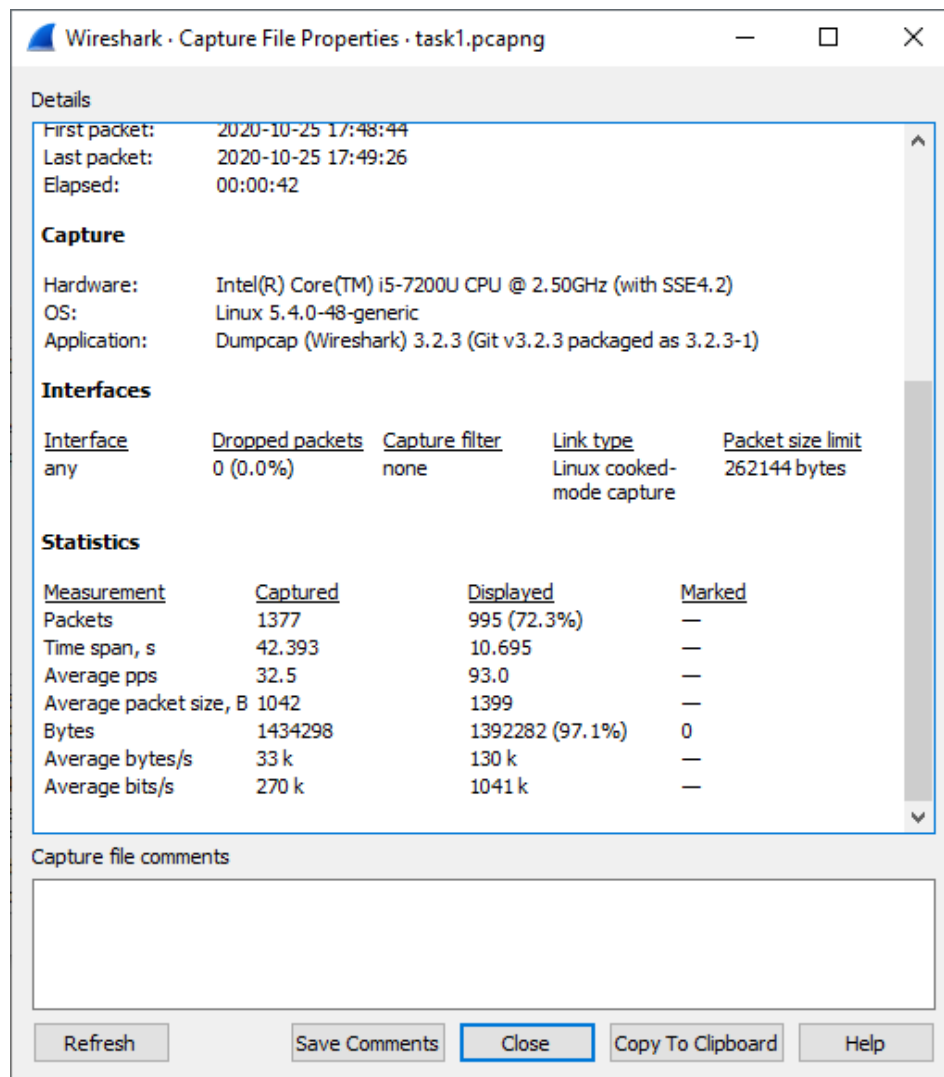 Wireshark · Capture File Properties · task1.pcapng
Details
First packet: 2020-10-25 17:48:44
Last packet: 2020-10-25 17:49:26
Elapsed: 00:00:42
Capture
Hardware: Intel(R) Core(TM) i5-7200U CPU @ 2.50GHz (with SSE4.2)
OS: Linux 5.4.0-48-generic
Application: Dumpcap (Wireshark) 3.2.3 (Git v3.2.3 packaged as 3.2.3-1)
Interfaces
Interface Dropped packets Capture filter Link type Packet size limit
any 0 (0.0%) none Linux cooked- 262144 bytes
mode capture
Statistics
Measurement Captured Displayed Marked
Packets 1377 995 (72.3%) —
Time span, s 42.393 10.695 —
Average pps 32.5 93.0 —
Average packet size, B 1042 1399 —
Bytes 1434298 1392282 (97.1%) 0
Average bytes/s 33 k 130 k —
Average bits/s 270 k 1041 k —
Capture file comments
Refresh Save Comments Close Copy To Clipboard Help